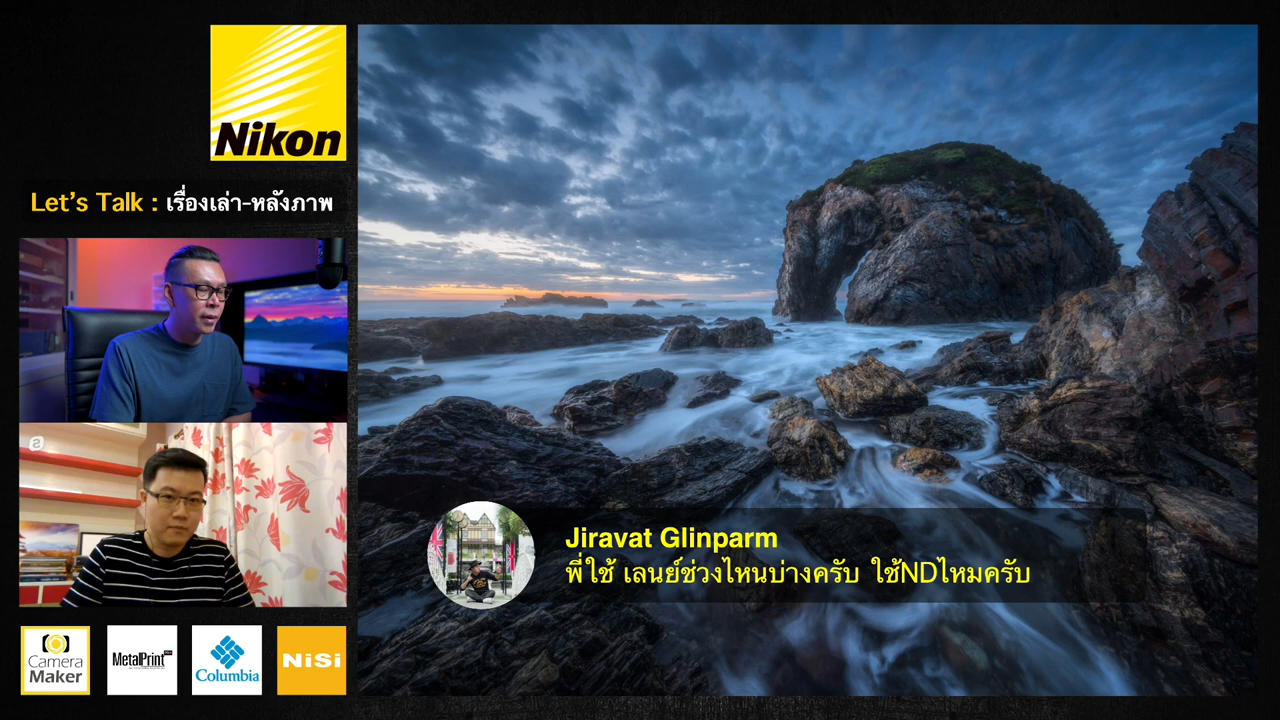 Nikon
Let's Talk : เรื่องเล่า-หลังภาพ
Jiravat Glinparm
พี่ใช้ เลนย์ช่วงไหนบ่างครับ ใช้NDไหมครับ
Camera
Maker
MetalPrint
Columbia
NiSi